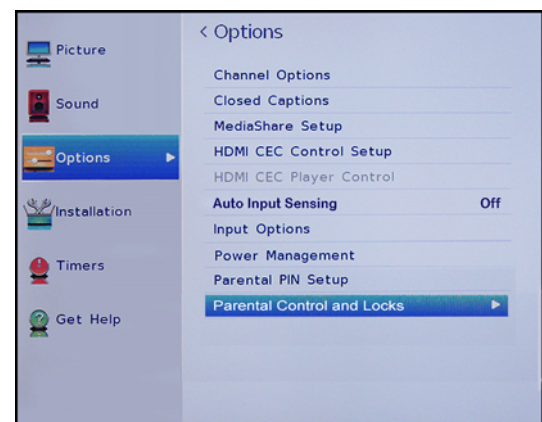 Picture
Sound
Options
Installation
Timers
Get Help
< Options
Channel Options
Closed Captions
MediaShare Setup
HDMI CEC Control Setup
HDMI CEC Player Control
Auto Input Sensing Off
Input Options
Power Management
Parental PIN Setup
Parental Control and Locks